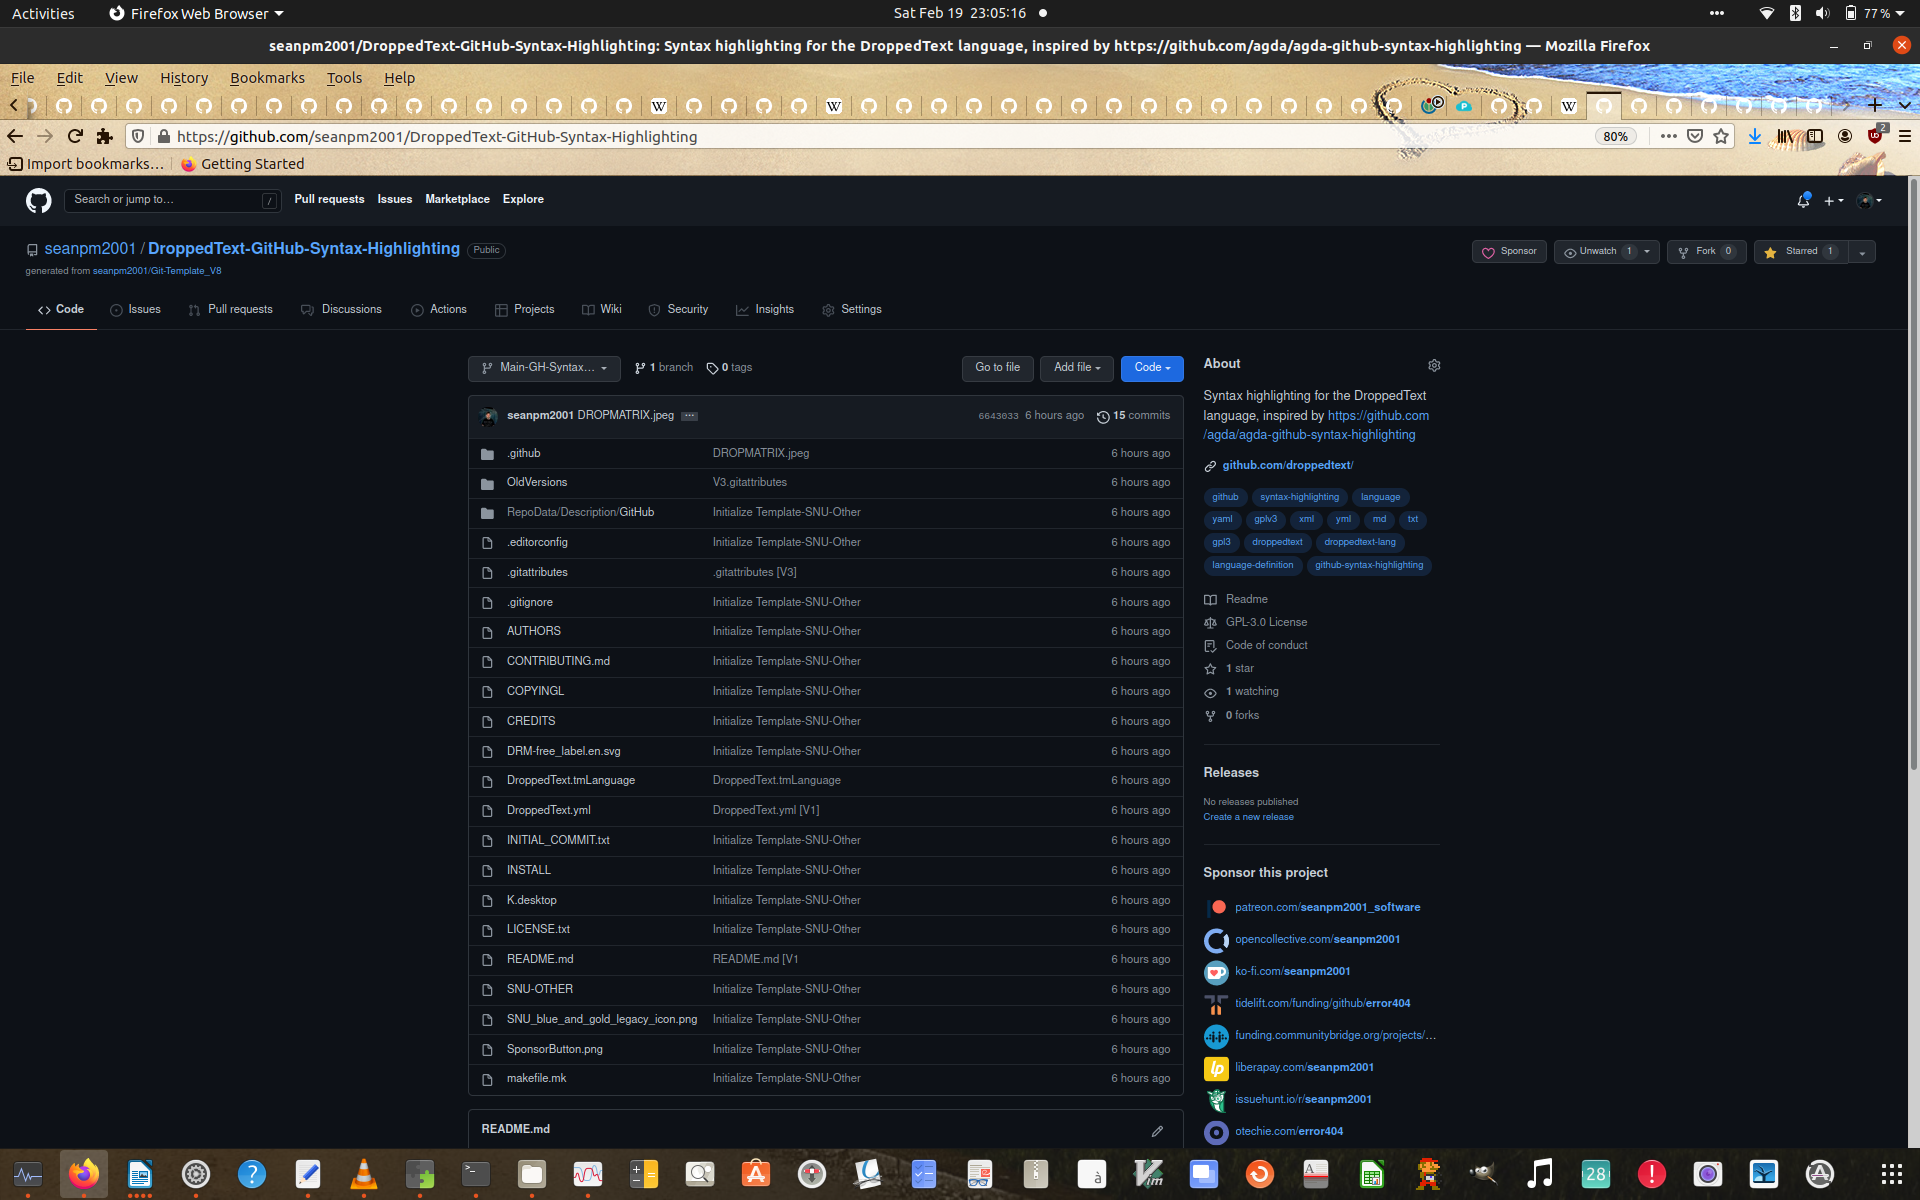 Activities Firefox Web Browser Sat Feb 19 23:05:16 77 %
seanpm2001/DroppedText-GitHub-Syntax-Highlighting: Syntax highlighting for the DroppedText language, inspired by https://github.com/agda/agda-github-syntax-highlighting — Mozilla Firefox
File Edit View History Bookmarks Tools Help
https://github.com/seanpm2001/DroppedText-GitHub-Syntax-Highlighting 80% 2
Import bookmarks… Getting Started
Search or jump to… / Pull requests Issues Marketplace Explore
seanpm2001 / DroppedText-GitHub-Syntax-Highlighting Public Sponsor Unwatch 1 Fork 0 Starred 1
generated from seanpm2001/Git-Template_V8
Code Issues Pull requests Discussions Actions Projects Wiki Security Insights Settings
Main-GH-Syntax… 1 branch 0 tags Go to file Add file Code
seanpm2001 DROPMATRIX.jpeg 6643033 6 hours ago 15 commits
.github DROPMATRIX.jpeg 6 hours ago
OldVersions V3.gitattributes 6 hours ago
RepoData/Description/GitHub Initialize Template-SNU-Other 6 hours ago
.editorconfig Initialize Template-SNU-Other 6 hours ago
.gitattributes .gitattributes [V3] 6 hours ago
.gitignore Initialize Template-SNU-Other 6 hours ago
AUTHORS Initialize Template-SNU-Other 6 hours ago
CONTRIBUTING.md Initialize Template-SNU-Other 6 hours ago
COPYINGL Initialize Template-SNU-Other 6 hours ago
CREDITS Initialize Template-SNU-Other 6 hours ago
DRM-free_label.en.svg Initialize Template-SNU-Other 6 hours ago
DroppedText.tmLanguage DroppedText.tmLanguage 6 hours ago
DroppedText.yml DroppedText.yml [V1] 6 hours ago
INITIAL_COMMIT.txt Initialize Template-SNU-Other 6 hours ago
INSTALL Initialize Template-SNU-Other 6 hours ago
K.desktop Initialize Template-SNU-Other 6 hours ago
LICENSE.txt Initialize Template-SNU-Other 6 hours ago
README.md README.md [V1 6 hours ago
SNU-OTHER Initialize Template-SNU-Other 6 hours ago
SNU_blue_and_gold_legacy_icon.png Initialize Template-SNU-Other 6 hours ago
SponsorButton.png Initialize Template-SNU-Other 6 hours ago
makefile.mk Initialize Template-SNU-Other 6 hours ago
README.md
About
Syntax highlighting for the DroppedText
language, inspired by https://github.com
/agda/agda-github-syntax-highlighting
github.com/droppedtext/
github syntax-highlighting language
yaml gplv3 xml yml md txt
gpl3 droppedtext droppedtext-lang
language-definition github-syntax-highlighting
Readme
GPL-3.0 License
Code of conduct
1 star
1 watching
0 forks
Releases
No releases published
Create a new release
Sponsor this project
patreon.com/seanpm2001_software
opencollective.com/seanpm2001
ko-fi.com/seanpm2001
tidelift.com/funding/github/error404
funding.communitybridge.org/projects/…
liberapay.com/seanpm2001
issuehunt.io/r/seanpm2001
otechie.com/error404
28